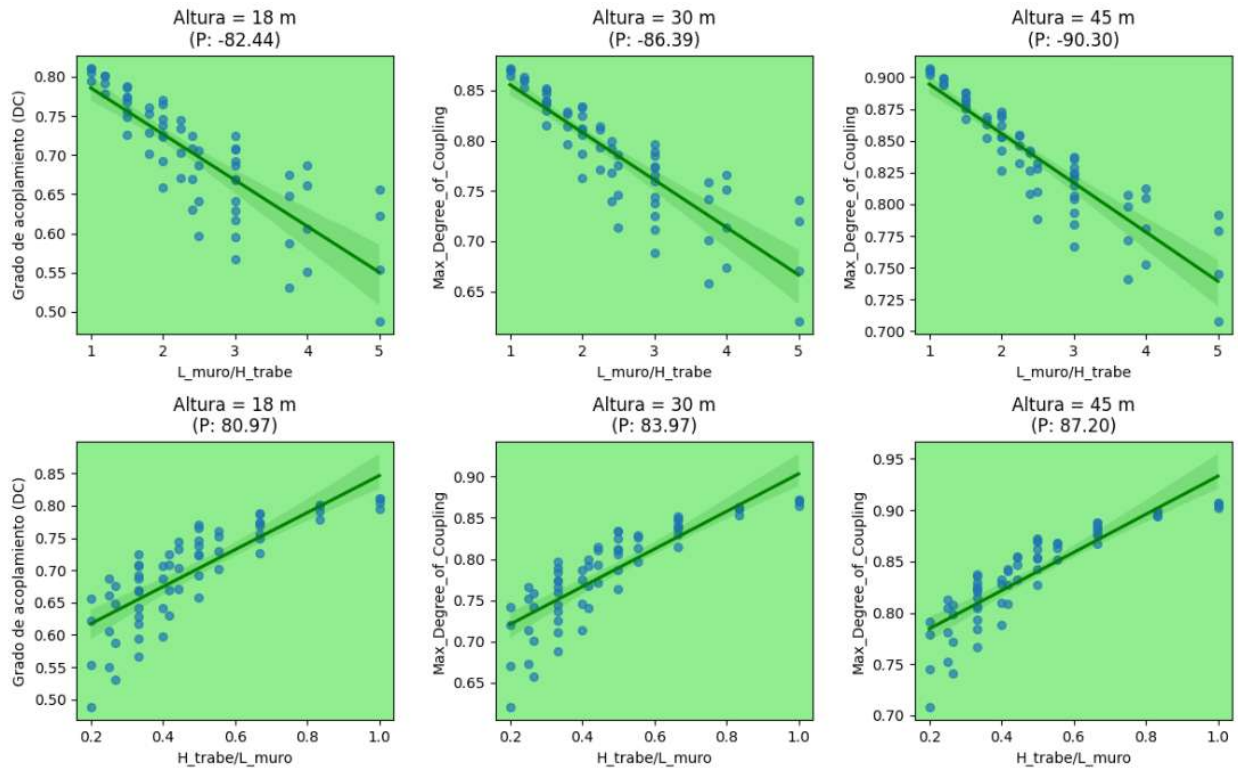 Altura = 18 m
(P: -82.44)
Grado de acoplamiento (DC)
0.80
0.75
0.70
0.65
0.60
0.55
0.50
1 2 3 4 5
L_muro/H_trabe
Altura = 30 m
(P: -86.39)
Max_Degree_of_Coupling
0.85
0.80
0.75
0.70
0.65
1 2 3 4 5
L_muro/H_trabe
Altura = 45 m
(P: -90.30)
Max_Degree_of_Coupling
0.900
0.875
0.850
0.825
0.800
0.775
0.750
0.725
0.700
1 2 3 4 5
L_muro/H_trabe
Altura = 18 m
(P: 80.97)
Grado de acoplamiento (DC)
0.85
0.80
0.75
0.70
0.65
0.60
0.55
0.50
0.2 0.4 0.6 0.8 1.0
H_trabe/L_muro
Altura = 30 m
(P: 83.97)
Max_Degree_of_Coupling
0.90
0.85
0.80
0.75
0.70
0.65
0.2 0.4 0.6 0.8 1.0
H_trabe/L_muro
Altura = 45 m
(P: 87.20)
Max_Degree_of_Coupling
0.95
0.90
0.85
0.80
0.75
0.70
0.2 0.4 0.6 0.8 1.0
H_trabe/L_muro